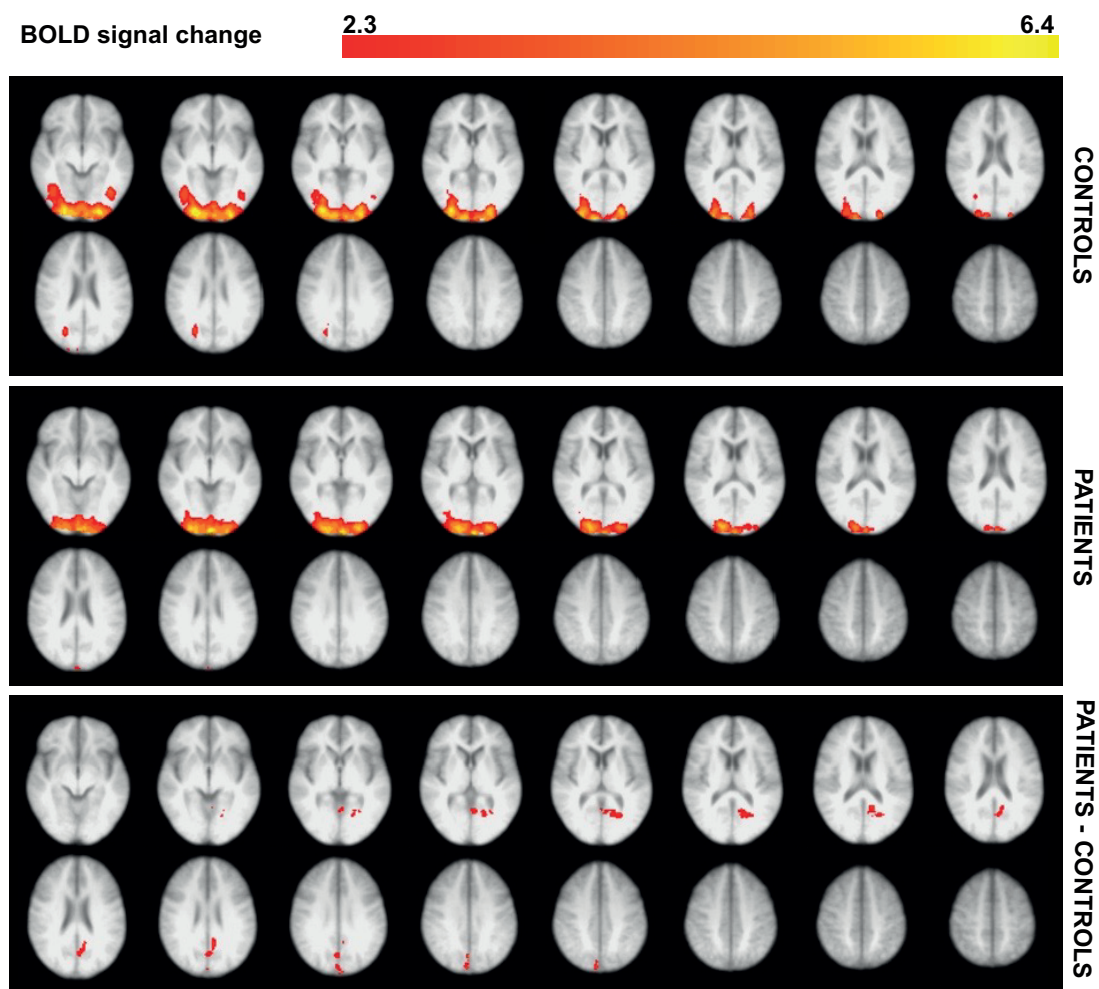 BOLD signal change
2.3
6.4
CONTROLS
PATIENTS
PATIENTS - CONTROLS